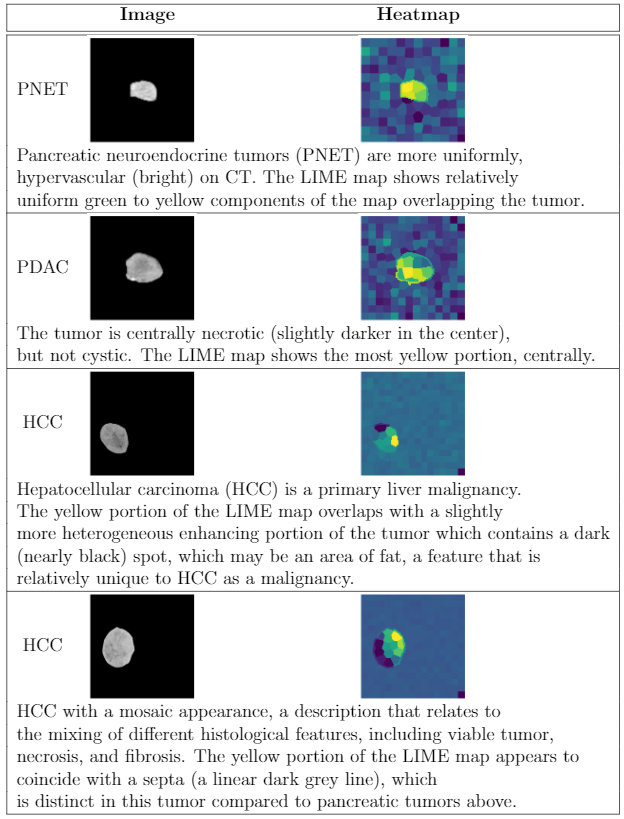 Image Heatmap
PNET
Pancreatic neuroendocrine tumors (PNET) are more uniformly,
hypervascular (bright) on CT. The LIME map shows relatively
uniform green to yellow components of the map overlapping the tumor.
PDAC
The tumor is centrally necrotic (slightly darker in the center),
but not cystic. The LIME map shows the most yellow portion, centrally.
HCC
Hepatocellular carcinoma (HCC) is a primary liver malignancy.
The yellow portion of the LIME map overlaps with a slightly
more heterogeneous enhancing portion of the tumor which contains a dark
(nearly black) spot, which may be an area of fat, a feature that is
relatively unique to HCC as a malignancy.
HCC
HCC with a mosaic appearance, a description that relates to
the mixing of different histological features, including viable tumor,
necrosis, and fibrosis. The yellow portion of the LIME map appears to
coincide with a septa (a linear dark grey line), which
is distinct in this tumor compared to pancreatic tumors above.